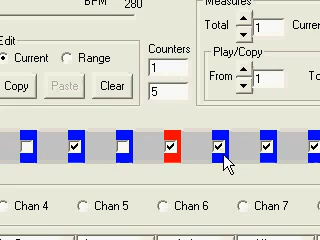 BPM 280
Measures
Total 1 Current
Edit
Current Range
Copy Paste Clear
Counters
1
5
Play/Copy
From 1 To
Chan 4 Chan 5 Chan 6 Chan 7